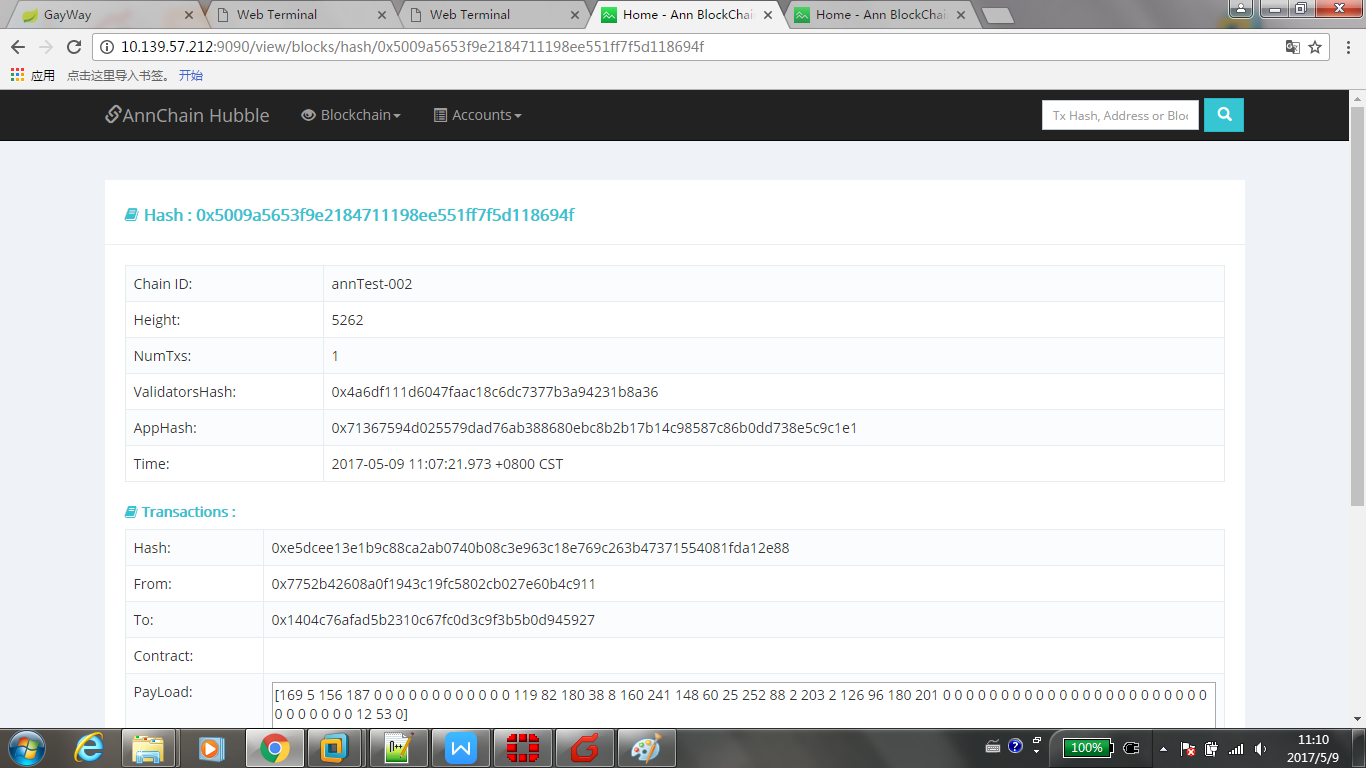 GayWay
Web Terminal
Web Terminal
Home - Ann BlockChai
Home - Ann BlockChai
10.139.57.212:9090/view/blocks/hash/0x5009a5653f9e2184711198ee551ff7f5d118694f
应用 点击这里导入书签。 开始
AnnChain Hubble Blockchain Accounts Tx Hash, Address or Bloc
Hash : 0x5009a5653f9e2184711198ee551ff7f5d118694f
Chain ID: annTest-002
Height: 5262
NumTxs: 1
ValidatorsHash: 0x4a6df111d6047faac18c6dc7377b3a94231b8a36
AppHash: 0x71367594d025579dad76ab388680ebc8b2b17b14c98587c86b0dd738e5c9c1e1
Time: 2017-05-09 11:07:21.973 +0800 CST
Transactions :
Hash: 0xe5dcee13e1b9c88ca2ab0740b08c3e963c18e769c263b47371554081fda12e88
From: 0x7752b42608a0f1943c19fc5802cb027e60b4c911
To: 0x1404c76afad5b2310c67fc0d3c9f3b5b0d945927
Contract:
PayLoad: [169 5 156 187 0 0 0 0 0 0 0 0 0 0 0 0 119 82 180 38 8 160 241 148 60 25 252 88 2 203 2 126 96 180 201 0 0 0 0 0 0 0 0 0 0 0 0 0 0 0 0 0 0 0 0 0 0 0
0 0 0 0 0 0 0 12 53 0]
100%
11:10
2017/5/9